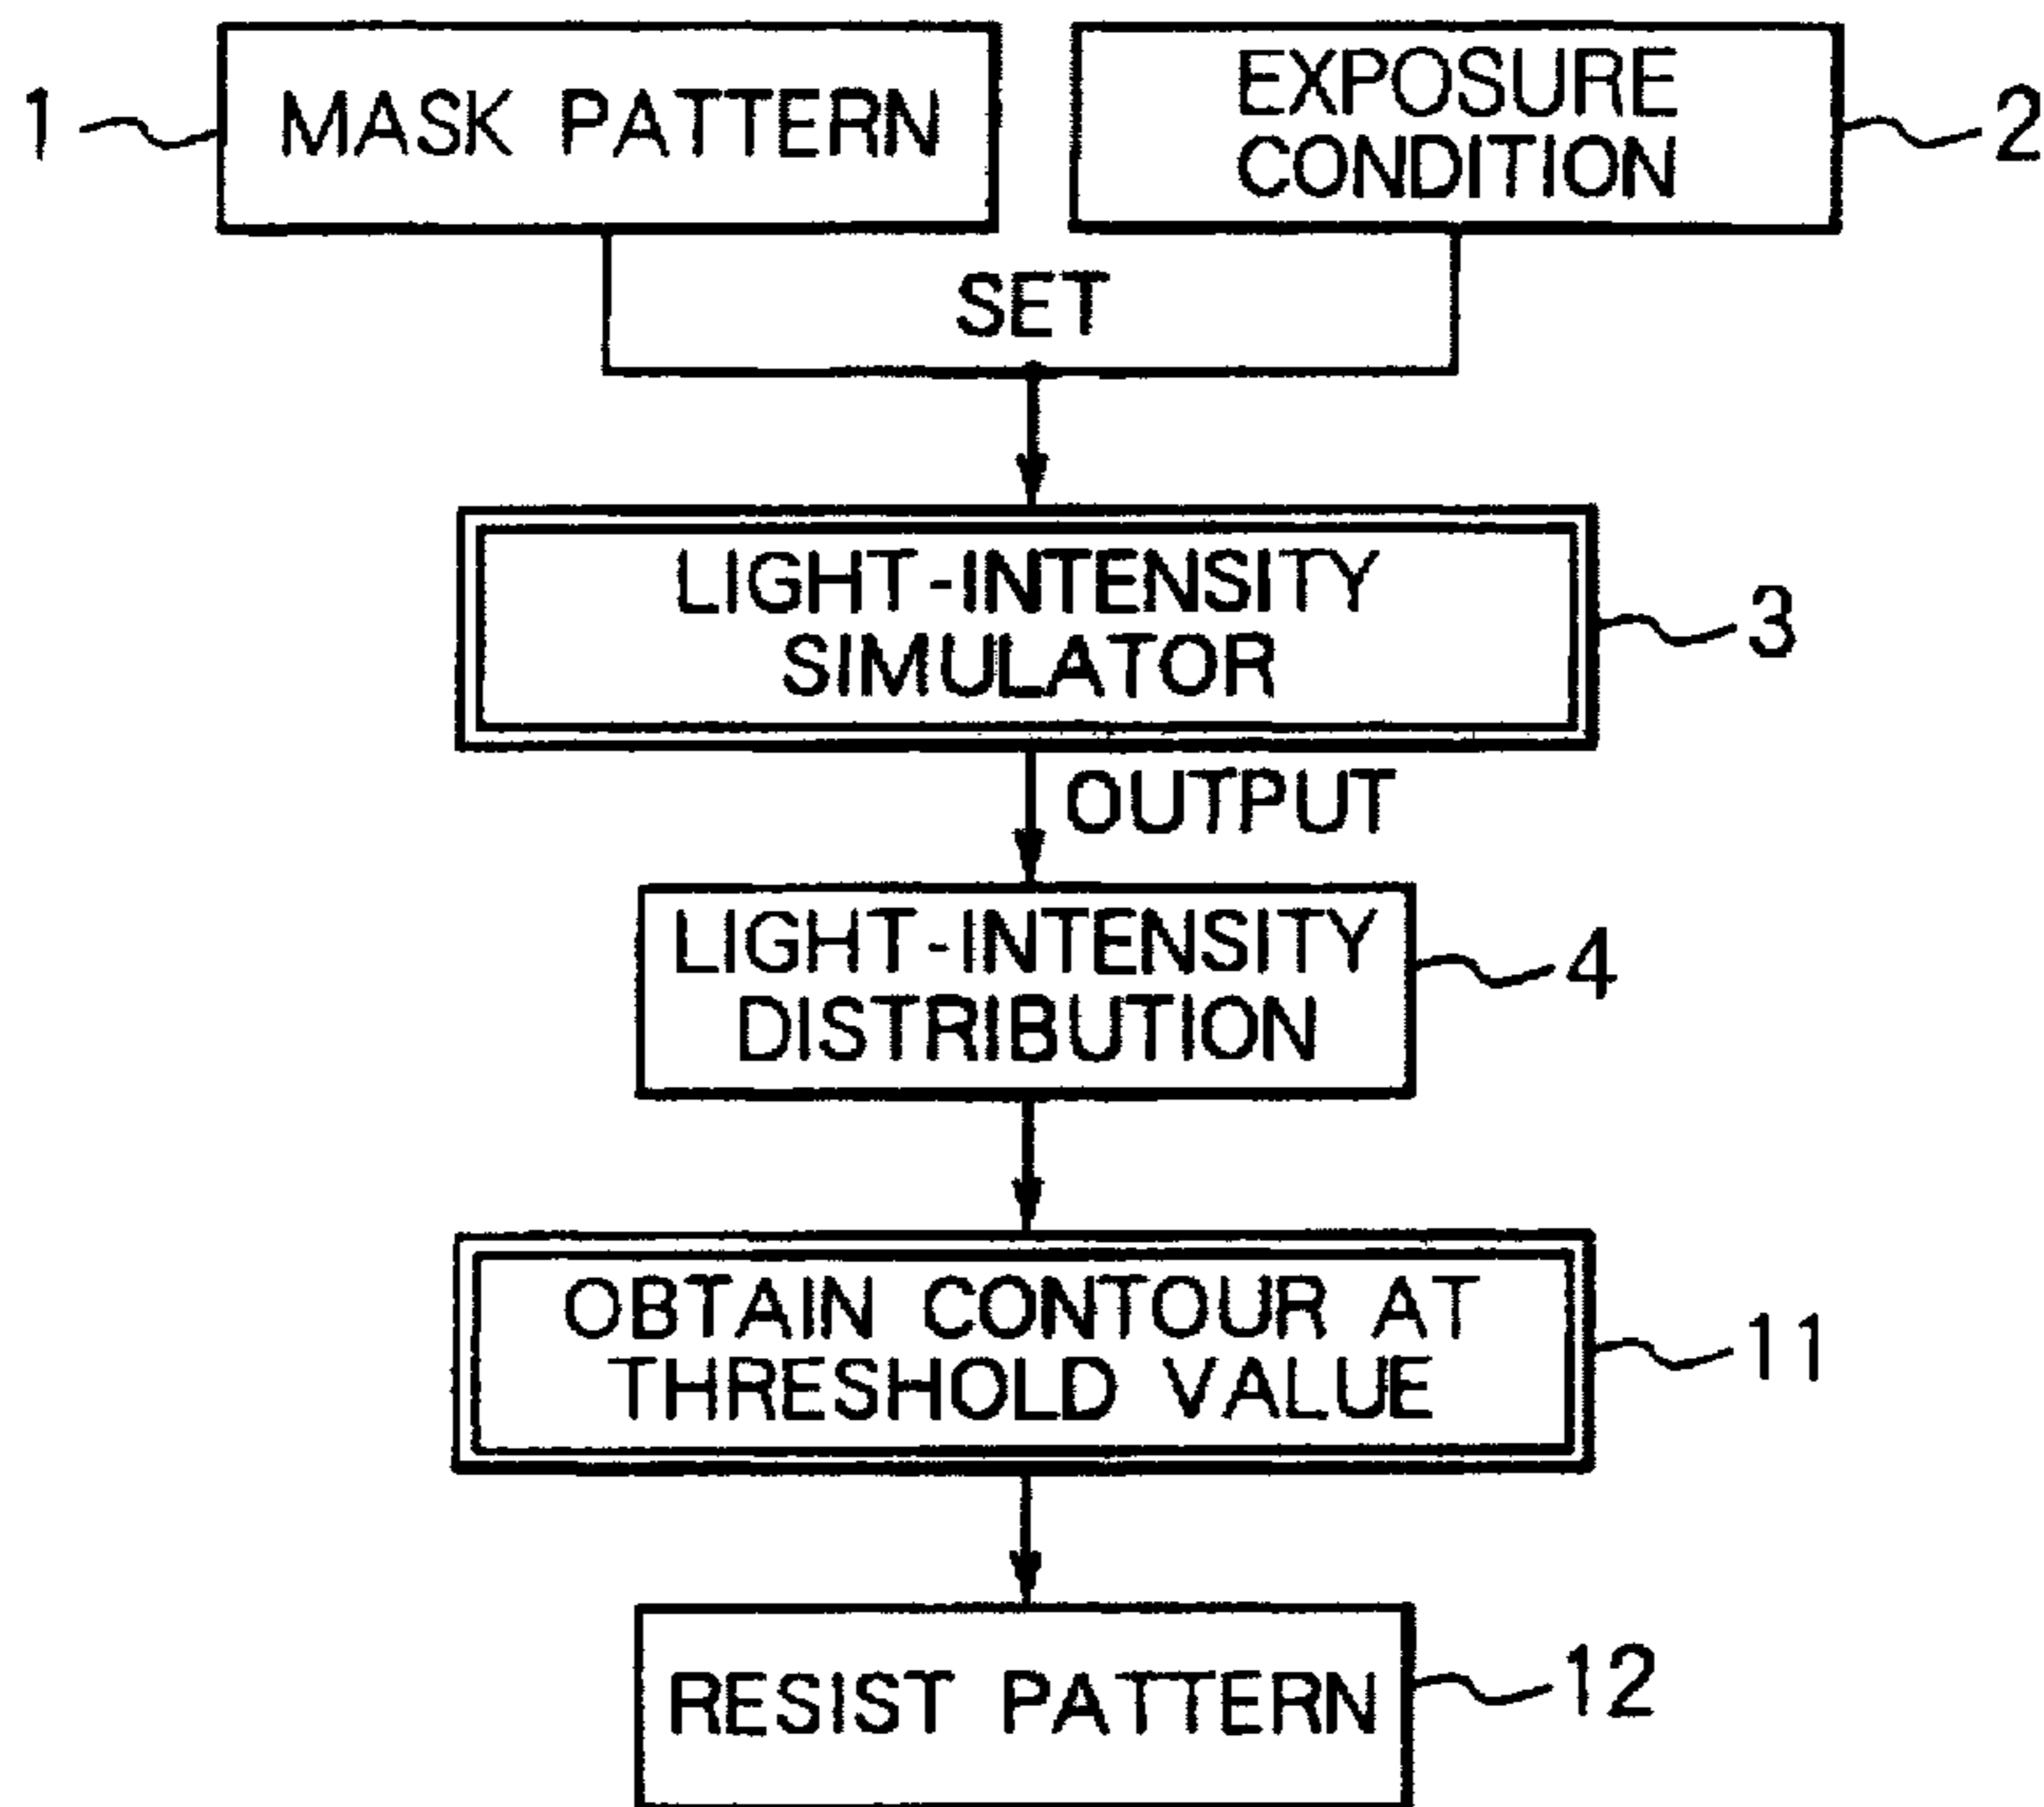 1
MASK PATTERN
EXPOSURE
CONDITION
2
SET
LIGHT-INTENSITY
SIMULATOR
3
OUTPUT
LIGHT-INTENSITY
DISTRIBUTION
4
OBTAIN CONTOUR AT
THRESHOLD VALUE
11
RESIST PATTERN
12